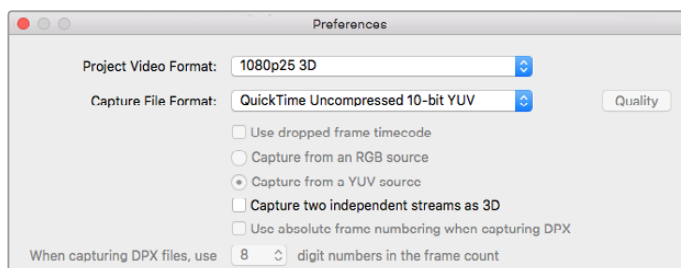 Preferences
Project Video Format: 1080p25 3D
Capture File Format: QuickTime Uncompressed 10-bit YUV Quality
Use dropped frame timecode
Capture from an RGB source
Capture from a YUV source
Capture two independent streams as 3D
Use absolute frame numbering when capturing DPX
When capturing DPX files, use 8 digit numbers in the frame count